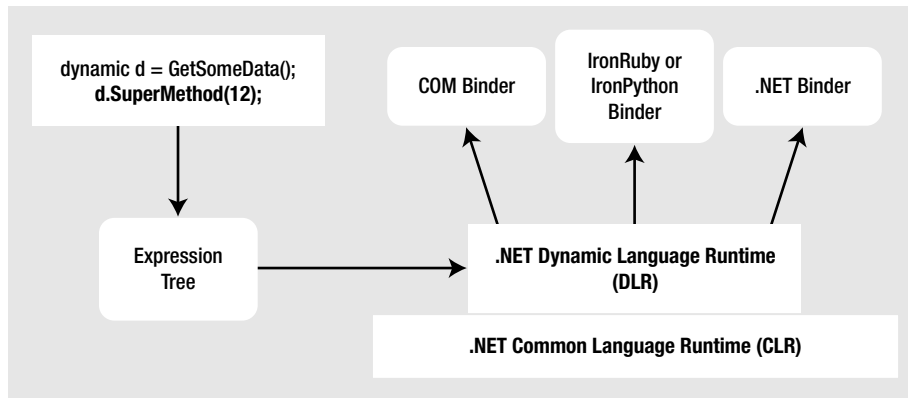 dynamic d = GetSomeData();
d.SuperMethod(12);
COM Binder
IronRuby or
IronPython
Binder
.NET Binder
Expression
Tree
.NET Dynamic Language Runtime
(DLR)
.NET Common Language Runtime (CLR)